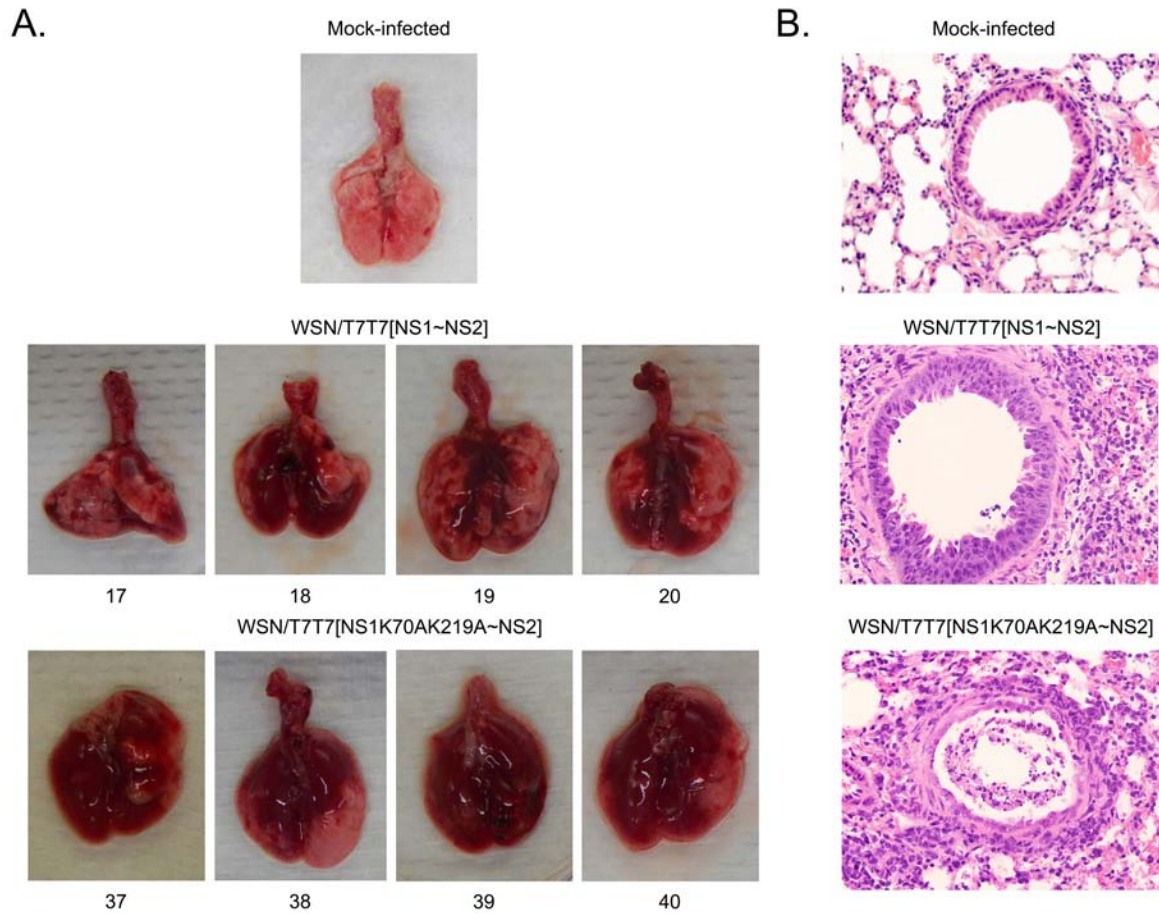 A.
Mock-infected
WSN/T7T7[NS1~NS2]
17 18 19 20
WSN/T7T7[NS1K70AK219A~NS2]
37 38 39 40
B.
Mock-infected
WSN/T7T7[NS1~NS2]
WSN/T7T7[NS1K70AK219A~NS2]